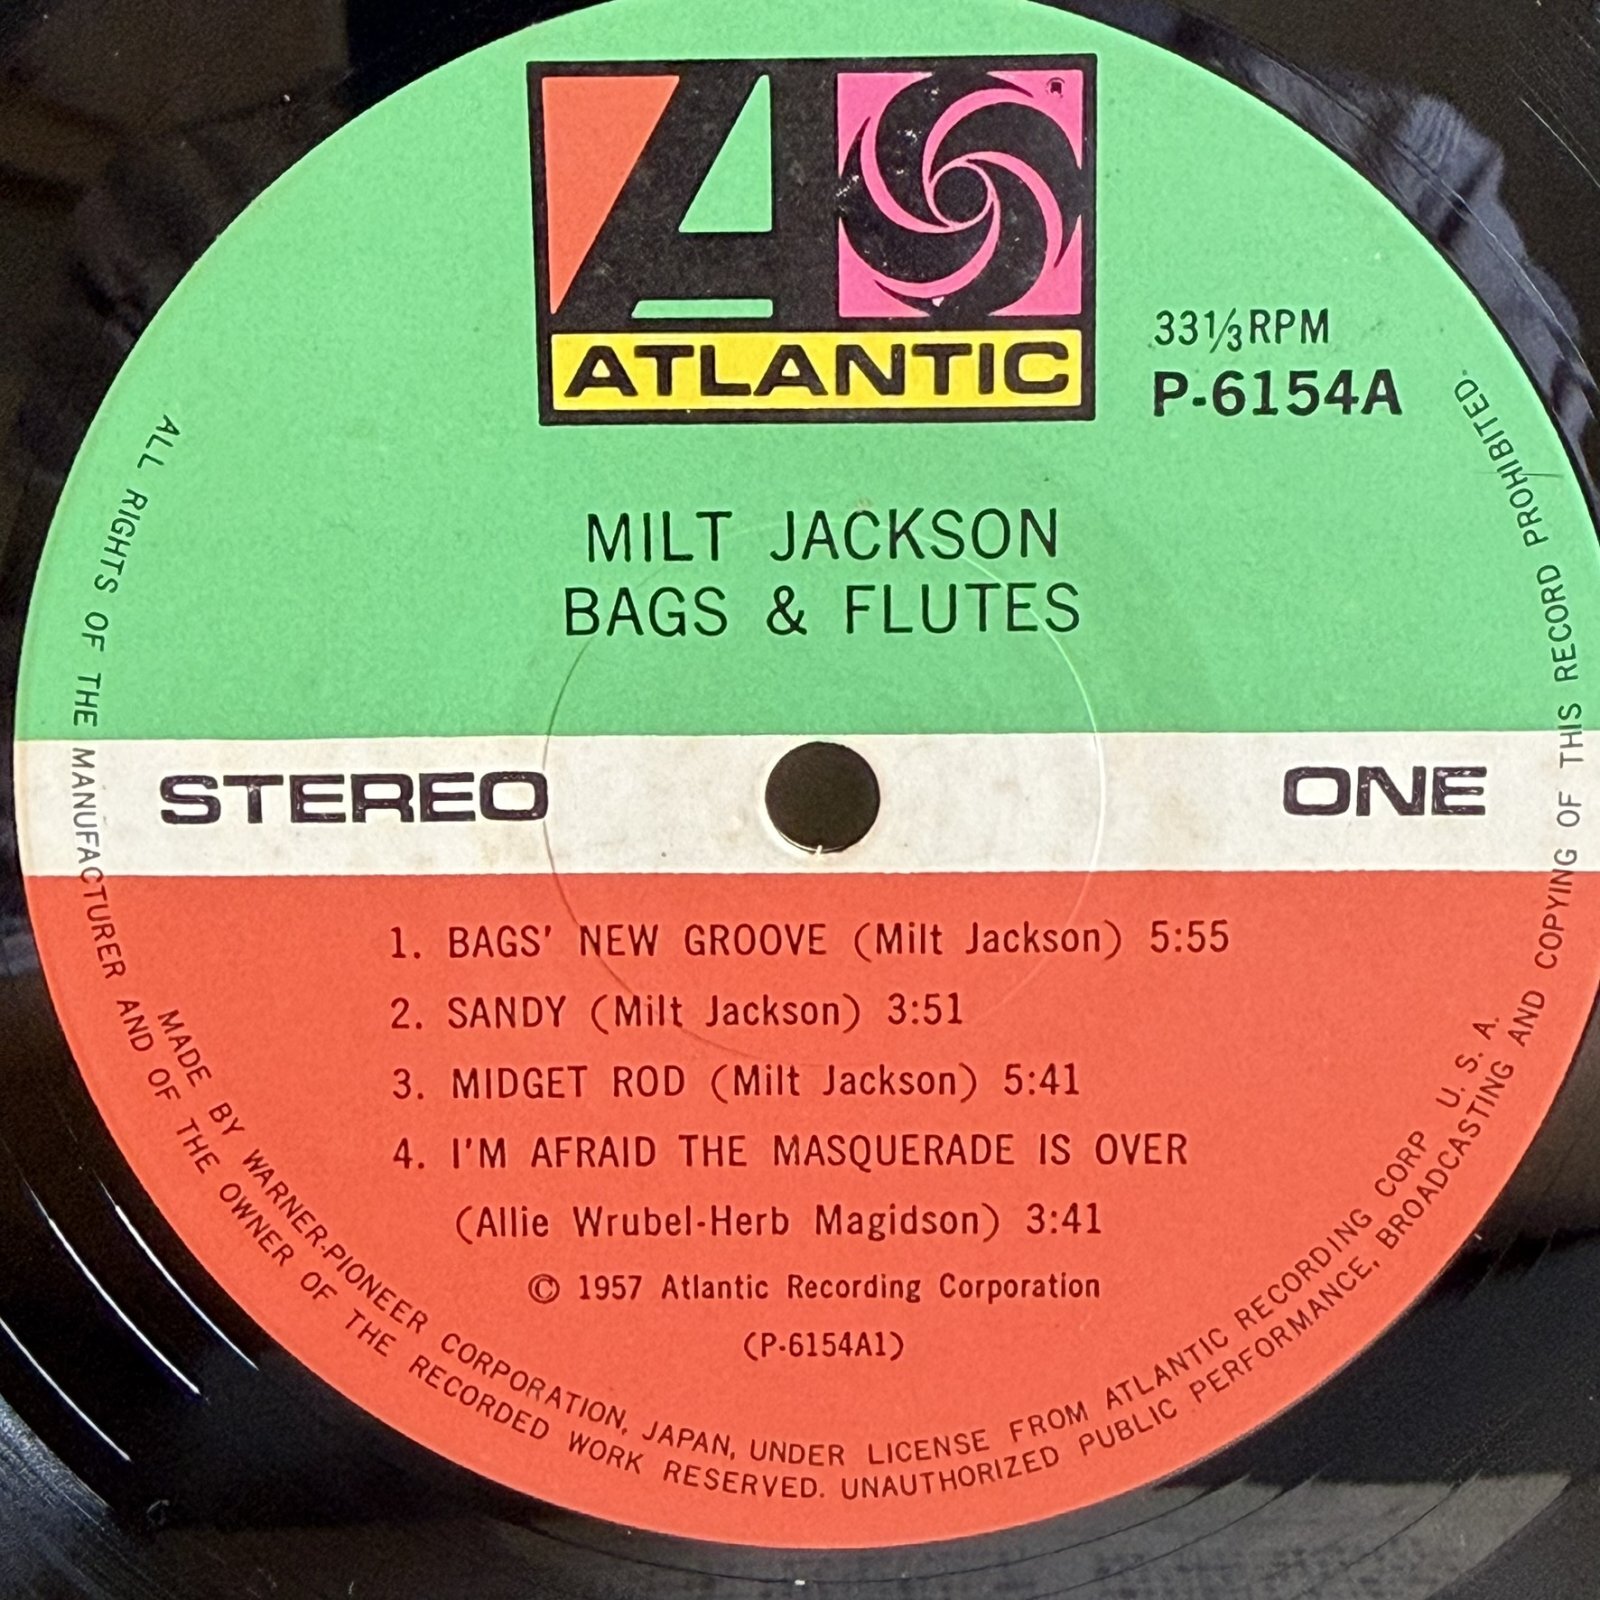 ATLANTIC
33⅓RPM
P-6154A
MILT JACKSON
BAGS & FLUTES
STEREO
ONE
1. BAGS' NEW GROOVE (Milt Jackson) 5:55
2. SANDY (Milt Jackson) 3:51
3. MIDGET ROD (Milt Jackson) 5:41
4. I'M AFRAID THE MASQUERADE IS OVER
(Allie Wrubel-Herb Magidson) 3:41
© 1957 Atlantic Recording Corporation
(P-6154A1)
MADE BY WARNER-PIONEER CORPORATION, JAPAN, UNDER LICENSE FROM ATLANTIC RECORDING CORP U. S. A.
ALL RIGHTS OF THE MANUFACTURER AND OF THE OWNER OF THE RECORDED WORK RESERVED. UNAUTHORIZED PUBLIC PERFORMANCE, BROADCASTING AND COPYING OF THIS RECORD PROHIBITED.